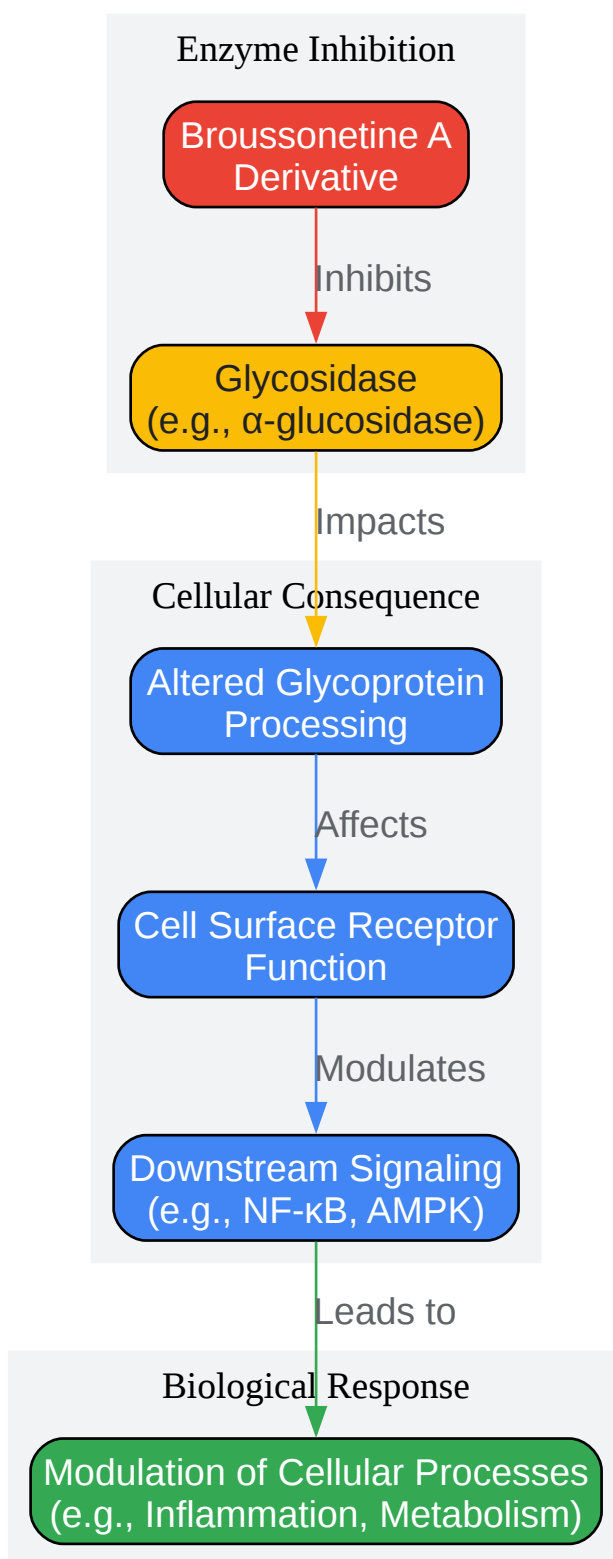 Enzyme Inhibition
Broussonetine A
Derivative
Inhibits
Glycosidase
(e.g., α-glucosidase)
Impacts
Cellular Consequence
Altered Glycoprotein
Processing
Affects
Cell Surface Receptor
Function
Modulates
Downstream Signaling
(e.g., NF-κB, AMPK)
Leads to
Biological Response
Modulation of Cellular Processes
(e.g., Inflammation, Metabolism)